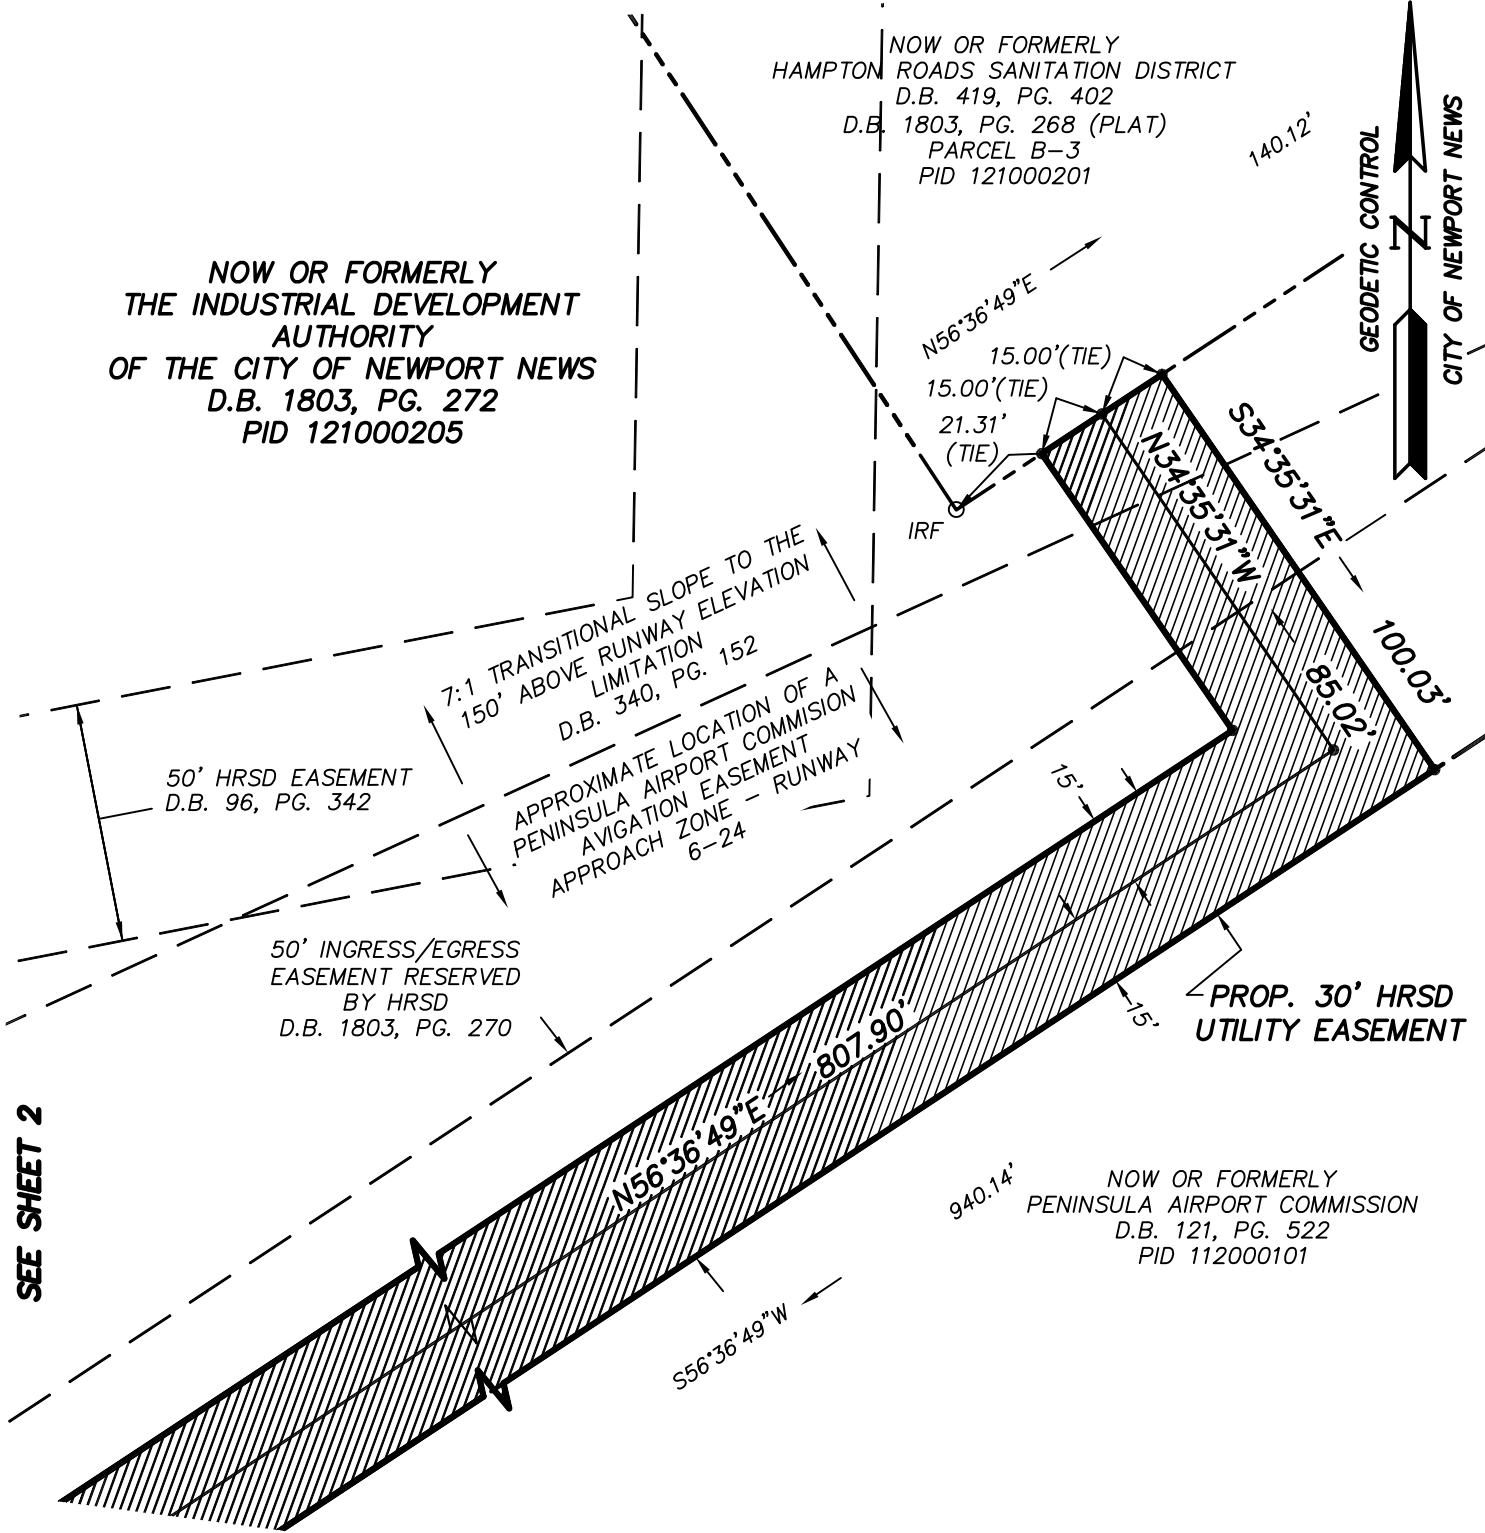 NOW OR FORMERLY
HAMPTON ROADS SANITATION DISTRICT
D.B. 419, PG. 402
D.B. 1803, PG. 268 (PLAT)
PARCEL B-3
PID 121000201
140.12'
GEODETIC CONTROL
N
CITY OF NEWPORT NEWS
NOW OR FORMERLY
THE INDUSTRIAL DEVELOPMENT
AUTHORITY
OF THE CITY OF NEWPORT NEWS
D.B. 1803, PG. 272
PID 121000205
N56°36'49"E
15.00'(TIE)
15.00'(TIE)
21.31'
(TIE)
IRF
S34°35'31"E
100.03'
N34°35'31"W
85.02'
7:1 TRANSITIONAL SLOPE TO THE
150' ABOVE RUNWAY ELEVATION
LIMITATION
D.B. 340, PG. 152
APPROXIMATE LOCATION OF A
PENINSULA AIRPORT COMMISION
AVIGATION EASEMENT
APPROACH ZONE - RUNWAY
6-24
50' HRSD EASEMENT
D.B. 96, PG. 342
15'
50' INGRESS/EGRESS
EASEMENT RESERVED
BY HRSD
D.B. 1803, PG. 270
PROP. 30' HRSD
UTILITY EASEMENT
15'
N56°36'49"E
807.90'
SEE SHEET 2
940.14'
S56°36'49"W
NOW OR FORMERLY
PENINSULA AIRPORT COMMISSION
D.B. 121, PG. 522
PID 112000101